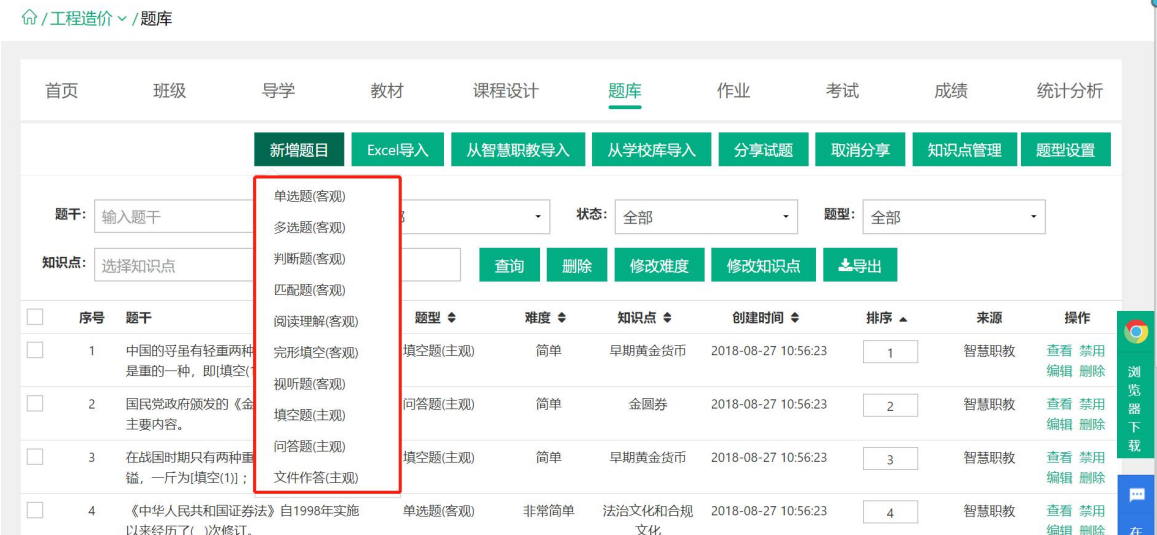 /工程造价 /题库
首页 班级 导学 教材 课程设计 题库 作业 考试 成绩 统计分析
新增题目 Excel导入 从智慧职教导入 从学校库导入 分享试题 取消分享 知识点管理 题型设置
单选题(客观)
多选题(客观)
判断题(客观)
匹配题(客观)
阅读理解(客观)
完形填空(客观)
视听题(客观)
填空题(主观)
问答题(主观)
文件作答(主观)
题干: 输入题干 状态: 全部 题型: 全部
知识点: 选择知识点 查询 删除 修改难度 修改知识点 导出
序号 题干 题型 难度 知识点 创建时间 排序 来源 操作
1 中国的寽虽有轻重两种 填空题(主观) 简单 早期黄金货币 2018-08-27 10:56:23 1 智慧职教 查看 禁用
是重的一种，即[填空(1 编辑 删除
2 国民党政府颁发的《金 问答题(主观) 简单 金圆券 2018-08-27 10:56:23 2 智慧职教 查看 禁用
主要内容。 编辑 删除
3 在战国时期只有两种重 填空题(主观) 简单 早期黄金货币 2018-08-27 10:56:23 3 智慧职教 查看 禁用
镒，一斤为[填空(1)]； 编辑 删除
4 《中华人民共和国证券法》自1998年实施 单选题(客观) 非常简单 法治文化和合规 2018-08-27 10:56:23 4 智慧职教 查看 禁用
以来经历了( )次修订。 文化 编辑 删除
浏
览
器
下
载
在